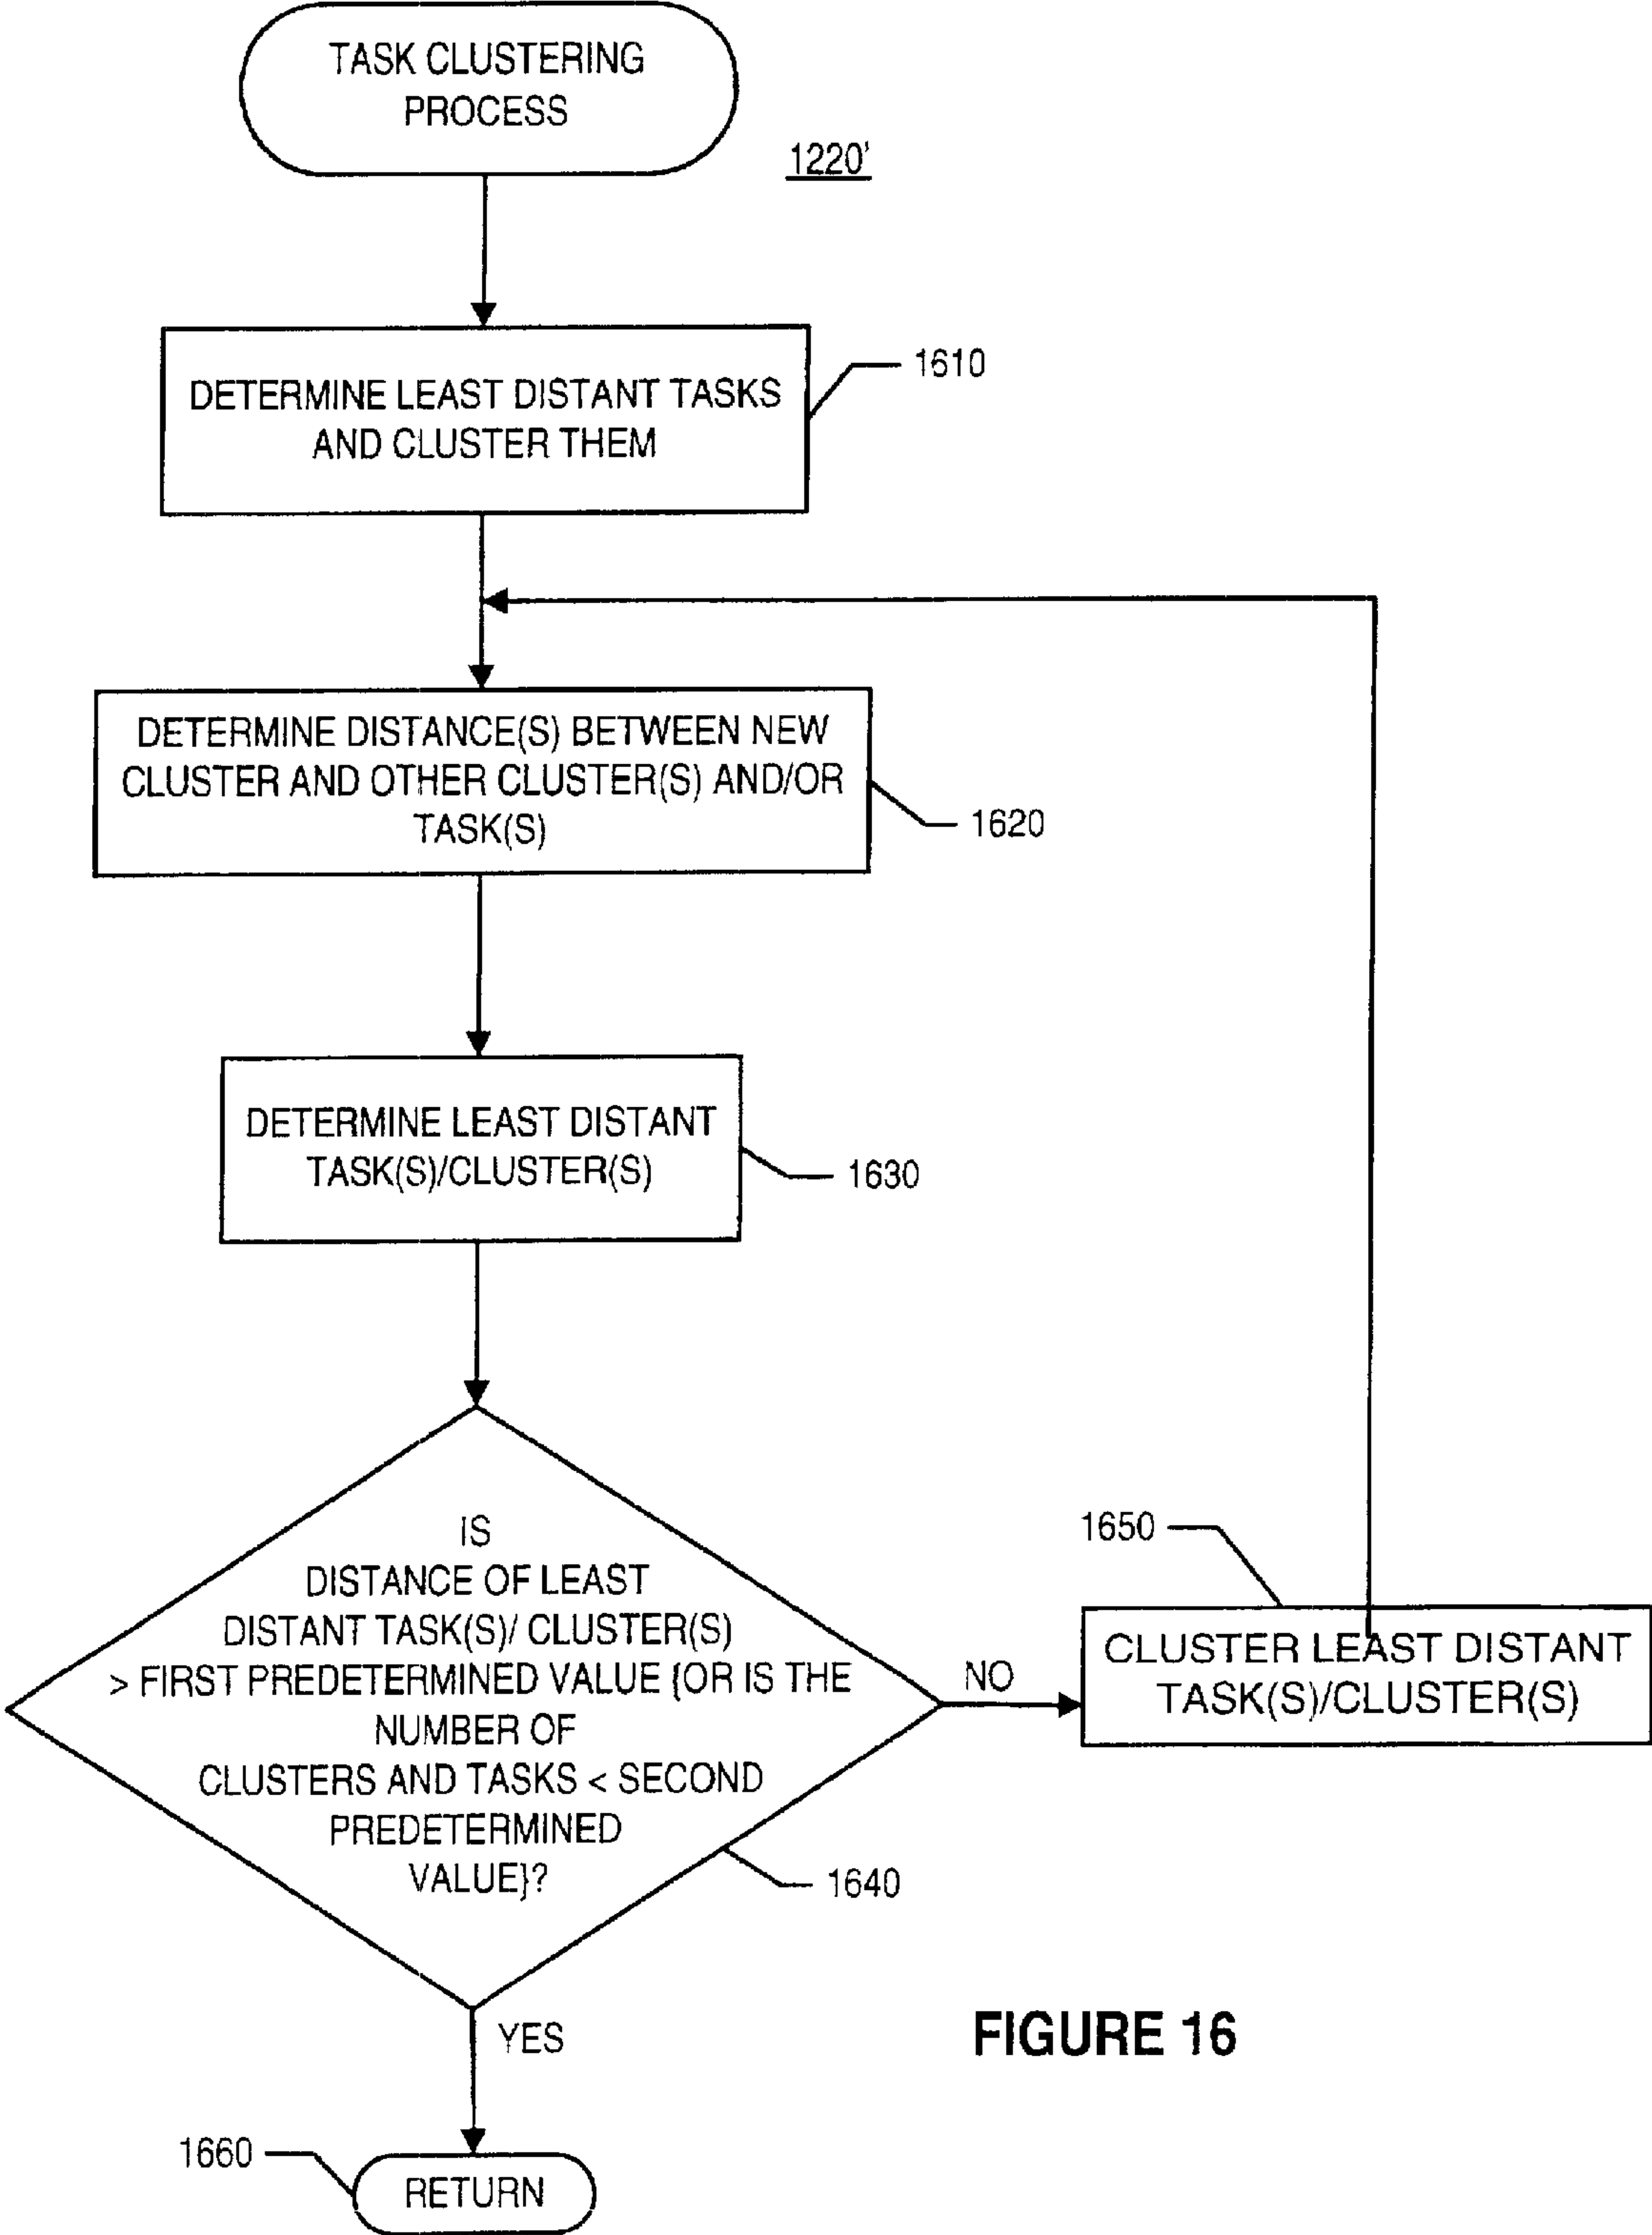 TASK CLUSTERING
PROCESS
1220'
DETERMINE LEAST DISTANT TASKS
AND CLUSTER THEM
1610
DETERMINE DISTANCE(S) BETWEEN NEW
CLUSTER AND OTHER CLUSTER(S) AND/OR
TASK(S)
1620
DETERMINE LEAST DISTANT
TASK(S)/CLUSTER(S)
1630
IS
DISTANCE OF LEAST
DISTANT TASK(S)/ CLUSTER(S)
> FIRST PREDETERMINED VALUE {OR IS THE
NUMBER OF
CLUSTERS AND TASKS < SECOND
PREDETERMINED
VALUE}?
1640
NO
1650
CLUSTER LEAST DISTANT
TASK(S)/CLUSTER(S)
YES
1660
RETURN
FIGURE 16